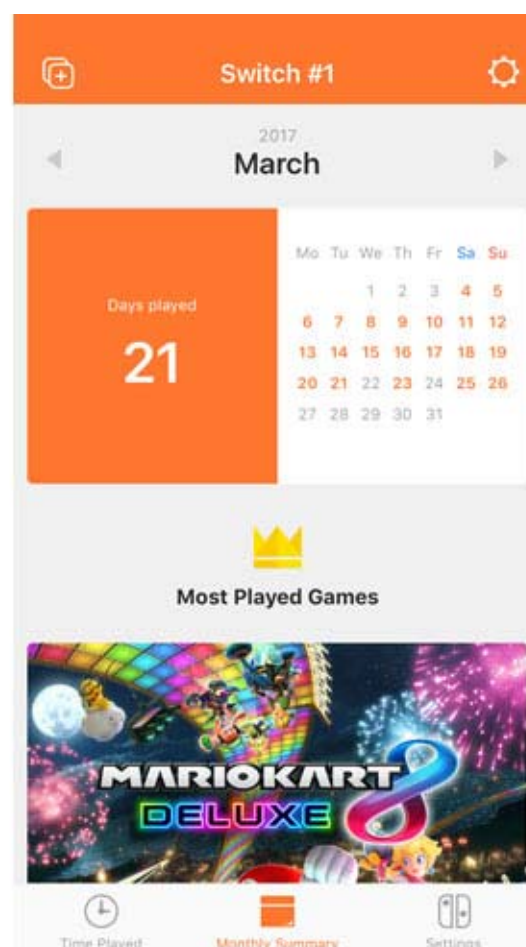 Switch #1
2017
March
Days played
21
Mo Tu We Th Fr Sa Su
1 2 3 4 5
6 7 8 9 10 11 12
13 14 15 16 17 18 19
20 21 22 23 24 25 26
27 28 29 30 31
Most Played Games
MARIOKART 8
DELUXE
Time Played Monthly Summary Settings